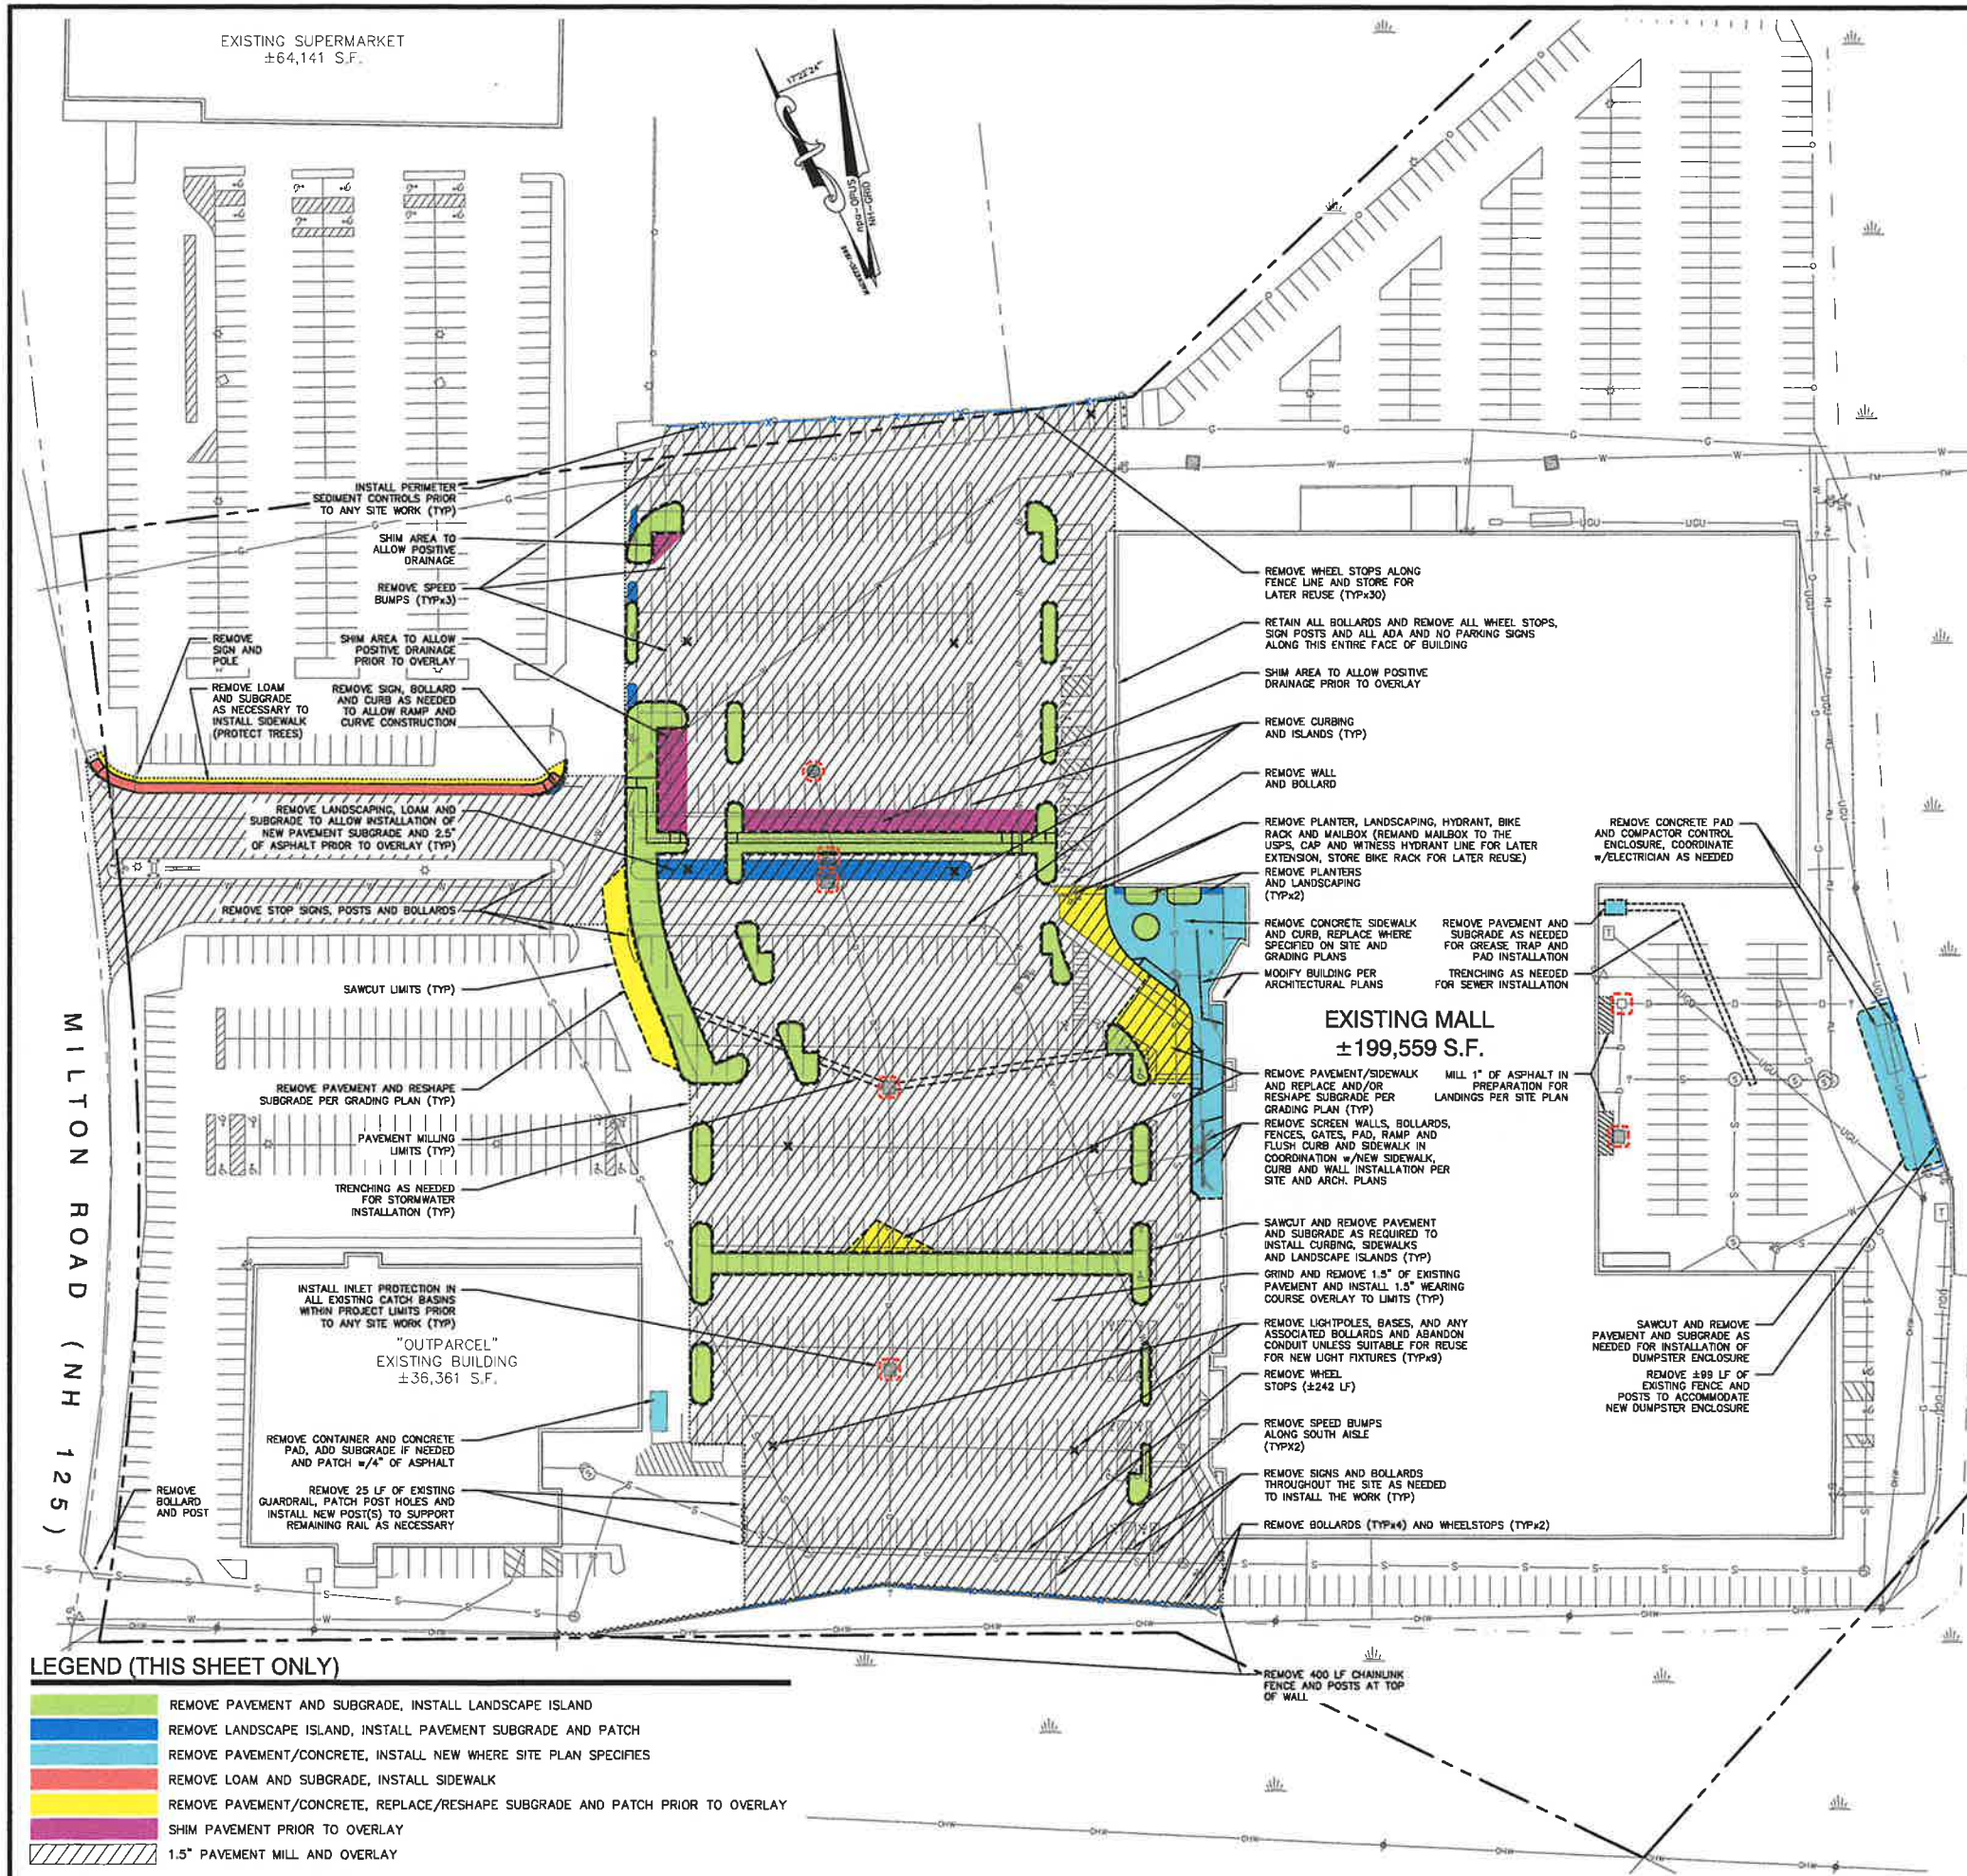 EXISTING SUPERMARKET
±64,141 S.F.
17°22'24"
npa-OPUS
NH-GRID
INSTALL PERIMETER
SEDIMENT CONTROLS PRIOR
TO ANY SITE WORK (TYP)
SHIM AREA TO
ALLOW POSITIVE
DRAINAGE
REMOVE SPEED
BUMPS (TYPx3)
REMOVE
SIGN AND
POLE
SHIM AREA TO ALLOW
POSITIVE DRAINAGE
PRIOR TO OVERLAY
REMOVE LOAM
AND SUBGRADE
AS NECESSARY TO
INSTALL SIDEWALK
(PROTECT TREES)
REMOVE SIGN, BOLLARD
AND CURB AS NEEDED
TO ALLOW RAMP AND
CURVE CONSTRUCTION
REMOVE LANDSCAPING, LOAM AND
SUBGRADE TO ALLOW INSTALLATION OF
NEW PAVEMENT SUBGRADE AND 2.5"
OF ASPHALT PRIOR TO OVERLAY (TYP)
REMOVE STOP SIGNS, POSTS AND BOLLARDS
SAWCUT LIMITS (TYP)
REMOVE PAVEMENT AND RESHAPE
SUBGRADE PER GRADING PLAN (TYP)
PAVEMENT MILLING
LIMITS (TYP)
TRENCHING AS NEEDED
FOR STORMWATER
INSTALLATION (TYP)
INSTALL INLET PROTECTION IN
ALL EXISTING CATCH BASINS
WITHIN PROJECT LIMITS PRIOR
TO ANY SITE WORK (TYP)
"OUTPARCEL"
EXISTING BUILDING
±36,361 S.F.
REMOVE CONTAINER AND CONCRETE
PAD, ADD SUBGRADE IF NEEDED
AND PATCH w/4" OF ASPHALT
REMOVE
BOLLARD
AND POST
REMOVE 25 LF OF EXISTING
GUARDRAIL, PATCH POST HOLES AND
INSTALL NEW POST(S) TO SUPPORT
REMAINING RAIL AS NECESSARY
MILTON ROAD (NH 125)
REMOVE WHEEL STOPS ALONG
FENCE LINE AND STORE FOR
LATER REUSE (TYPx30)
RETAIN ALL BOLLARDS AND REMOVE ALL WHEEL STOPS,
SIGN POSTS AND ALL ADA AND NO PARKING SIGNS
ALONG THIS ENTIRE FACE OF BUILDING
SHIM AREA TO ALLOW POSITIVE
DRAINAGE PRIOR TO OVERLAY
REMOVE CURBING
AND ISLANDS (TYP)
REMOVE WALL
AND BOLLARD
REMOVE PLANTER, LANDSCAPING, HYDRANT, BIKE
RACK AND MAILBOX (REMAND MAILBOX TO THE
USPS, CAP AND WITNESS HYDRANT LINE FOR LATER
EXTENSION, STORE BIKE RACK FOR LATER REUSE)
REMOVE PLANTERS
AND LANDSCAPING
(TYPx2)
REMOVE CONCRETE SIDEWALK
AND CURB, REPLACE WHERE
SPECIFIED ON SITE AND
GRADING PLANS
MODIFY BUILDING PER
ARCHITECTURAL PLANS
EXISTING MALL
±199,559 S.F.
REMOVE PAVEMENT/SIDEWALK
AND REPLACE AND/OR
RESHAPE SUBGRADE PER
GRADING PLAN (TYP)
REMOVE SCREEN WALLS, BOLLARDS,
FENCES, GATES, PAD, RAMP AND
FLUSH CURB AND SIDEWALK IN
COORDINATION w/NEW SIDEWALK,
CURB AND WALL INSTALLATION PER
SITE AND ARCH. PLANS
SAWCUT AND REMOVE PAVEMENT
AND SUBGRADE AS REQUIRED TO
INSTALL CURBING, SIDEWALKS
AND LANDSCAPE ISLANDS (TYP)
GRIND AND REMOVE 1.5" OF EXISTING
PAVEMENT AND INSTALL 1.5" WEARING
COURSE OVERLAY TO LIMITS (TYP)
REMOVE LIGHTPOLES, BASES, AND ANY
ASSOCIATED BOLLARDS AND ABANDON
CONDUIT UNLESS SUITABLE FOR REUSE
FOR NEW LIGHT FIXTURES (TYPx9)
REMOVE WHEEL
STOPS (±242 LF)
REMOVE SPEED BUMPS
ALONG SOUTH AISLE
(TYPX2)
REMOVE SIGNS AND BOLLARDS
THROUGHOUT THE SITE AS NEEDED
TO INSTALL THE WORK (TYP)
REMOVE BOLLARDS (TYPx4) AND WHEELSTOPS (TYPx2)
REMOVE 400 LF CHAINLINK
FENCE AND POSTS AT TOP
OF WALL
REMOVE CONCRETE PAD
AND COMPACTOR CONTROL
ENCLOSURE, COORDINATE
w/ELECTRICIAN AS NEEDED
REMOVE PAVEMENT AND
SUBGRADE AS NEEDED
FOR GREASE TRAP AND
PAD INSTALLATION
TRENCHING AS NEEDED
FOR SEWER INSTALLATION
MILL 1" OF ASPHALT IN
PREPARATION FOR
LANDINGS PER SITE PLAN
SAWCUT AND REMOVE
PAVEMENT AND SUBGRADE AS
NEEDED FOR INSTALLATION OF
DUMPSTER ENCLOSURE
REMOVE ±99 LF OF
EXISTING FENCE AND
POSTS TO ACCOMMODATE
NEW DUMPSTER ENCLOSURE
LEGEND (THIS SHEET ONLY)
REMOVE PAVEMENT AND SUBGRADE, INSTALL LANDSCAPE ISLAND
REMOVE LANDSCAPE ISLAND, INSTALL PAVEMENT SUBGRADE AND PATCH
REMOVE PAVEMENT/CONCRETE, INSTALL NEW WHERE SITE PLAN SPECIFIES
REMOVE LOAM AND SUBGRADE, INSTALL SIDEWALK
REMOVE PAVEMENT/CONCRETE, REPLACE/RESHAPE SUBGRADE AND PATCH PRIOR TO OVERLAY
SHIM PAVEMENT PRIOR TO OVERLAY
1.5" PAVEMENT MILL AND OVERLAY